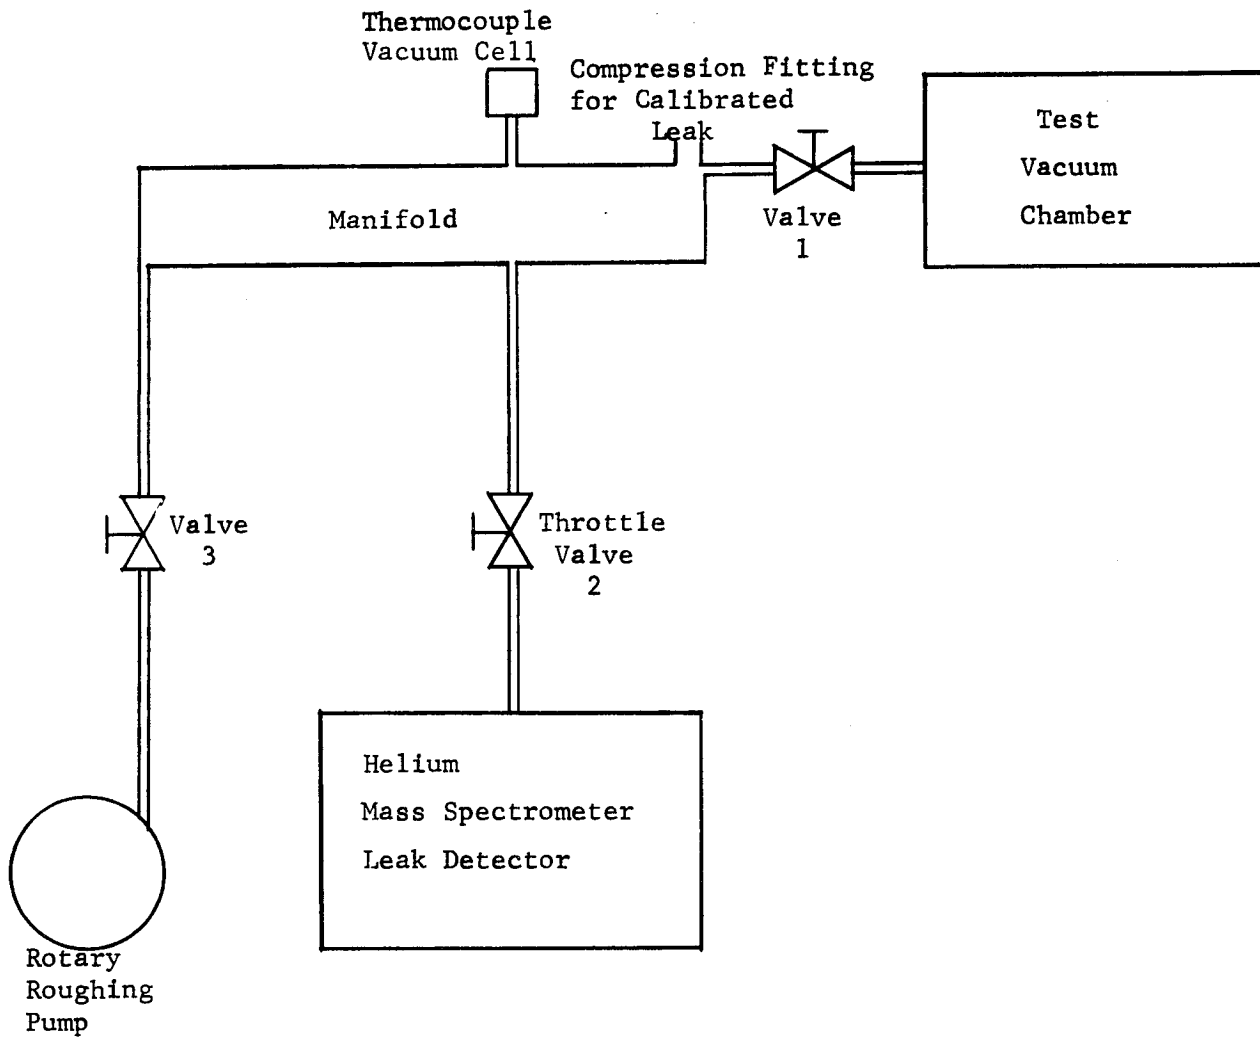 Thermocouple
Vacuum Cell
Compression Fitting
for Calibrated
Leak
Test
Vacuum
Chamber
Manifold
Valve
1
Valve
3
Throttle
Valve
2
Helium
Mass Spectrometer
Leak Detector
Rotary
Roughing
Pump